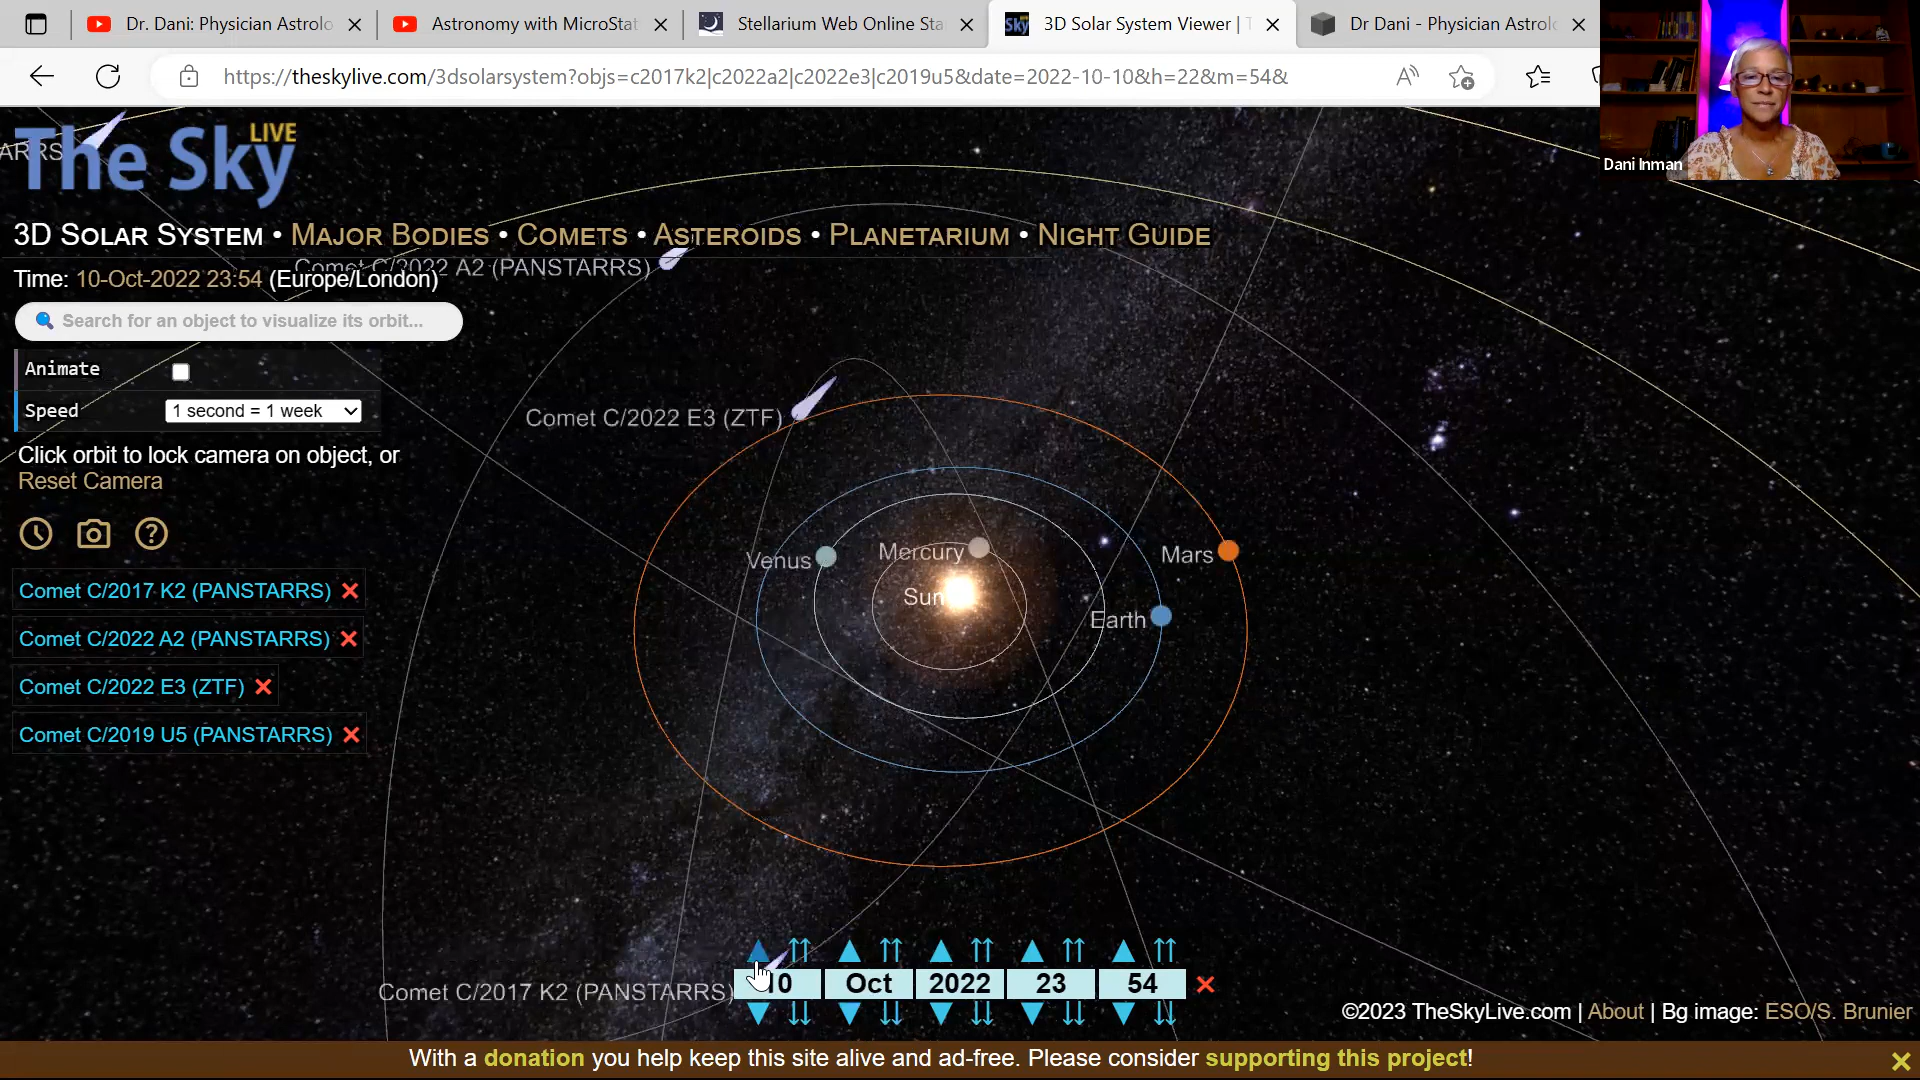 Dr. Dani: Physician Astrolo
Astronomy with MicroStat
Stellarium Web Online Sta
3D Solar System Viewer | T
Dr Dani - Physician Astrolo
https://theskylive.com/3dsolarsystem?objs=c2017k2|c2022a2|c2022e3|c2019u5&date=2022-10-10&h=22&m=54&
Dani Inman
ARRS)
The Sky LIVE
3D Solar System • Major Bodies • Comets • Asteroids • Planetarium • Night Guide
Comet C/2022 A2 (PANSTARRS)
Time: 10-Oct-2022 23:54 (Europe/London)
Search for an object to visualize its orbit...
Animate
Speed 1 second = 1 week
Comet C/2022 E3 (ZTF)
Click orbit to lock camera on object, or
Reset Camera
Venus
Mercury
Mars
Sun
Earth
Comet C/2017 K2 (PANSTARRS)
Comet C/2022 A2 (PANSTARRS)
Comet C/2022 E3 (ZTF)
Comet C/2019 U5 (PANSTARRS)
Comet C/2017 K2 (PANSTARRS)
10 Oct 2022 23 54
©2023 TheSkyLive.com | About | Bg image: ESO/S. Brunier
With a donation you help keep this site alive and ad-free. Please consider supporting this project!